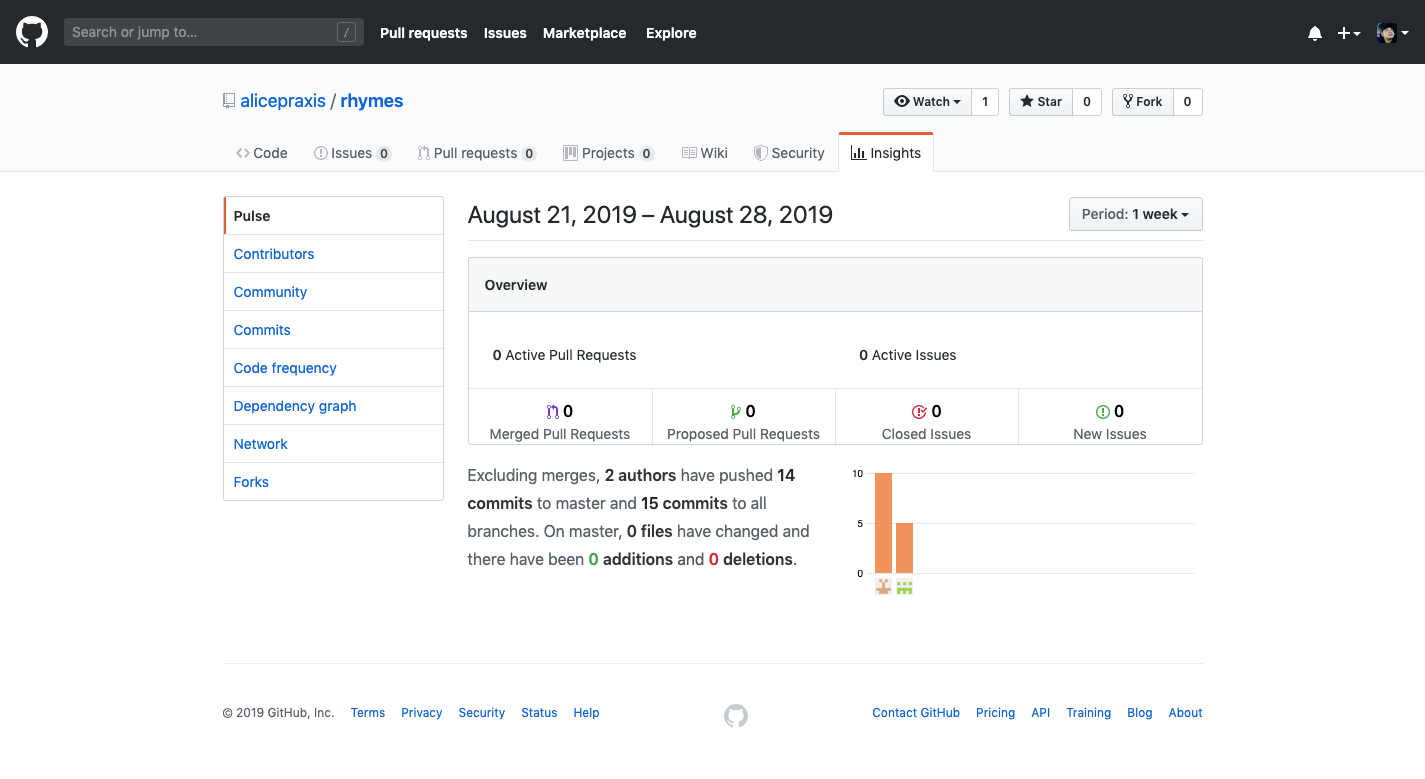 Search or jump to... /
Pull requests Issues Marketplace Explore
alicepraxis / rhymes
Watch 1 Star 0 Fork 0
Code Issues 0 Pull requests 0 Projects 0 Wiki Security Insights
Pulse
Contributors
Community
Commits
Code frequency
Dependency graph
Network
Forks
August 21, 2019 – August 28, 2019
Period: 1 week
Overview
0 Active Pull Requests
0 Active Issues
0
Merged Pull Requests
0
Proposed Pull Requests
0
Closed Issues
0
New Issues
Excluding merges, 2 authors have pushed 14
commits to master and 15 commits to all
branches. On master, 0 files have changed and
there have been 0 additions and 0 deletions.
10
5
0
© 2019 GitHub, Inc. Terms Privacy Security Status Help
Contact GitHub Pricing API Training Blog About